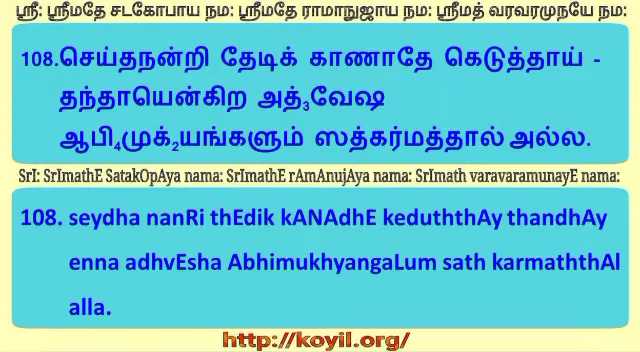 ஸ்ரீ: ஸ்ரீமதே சடகோபாய நம: ஸ்ரீமதே ராமாநுஜாய நம: ஸ்ரீமத் வரவரமுநயே நம:
108.செய்தநன்றி தேடிக் காணாதே கெடுத்தாய் -
தந்தாயென்கிற அத்₃வேஷ
ஆபி₄முக்₂யங்களும் ஸத்கர்மத்தால் அல்ல.
SrI: SrImathE SatakOpAya nama: SrImathE rAmAnujAya nama: SrImath varavaramunayE nama:
108. seydha nanRi thEdik kANAdhE keduththAy thandhAy
enna adhvEsha AbhimukhyangaLum sath karmaththAl
alla.
http://koyil.org/